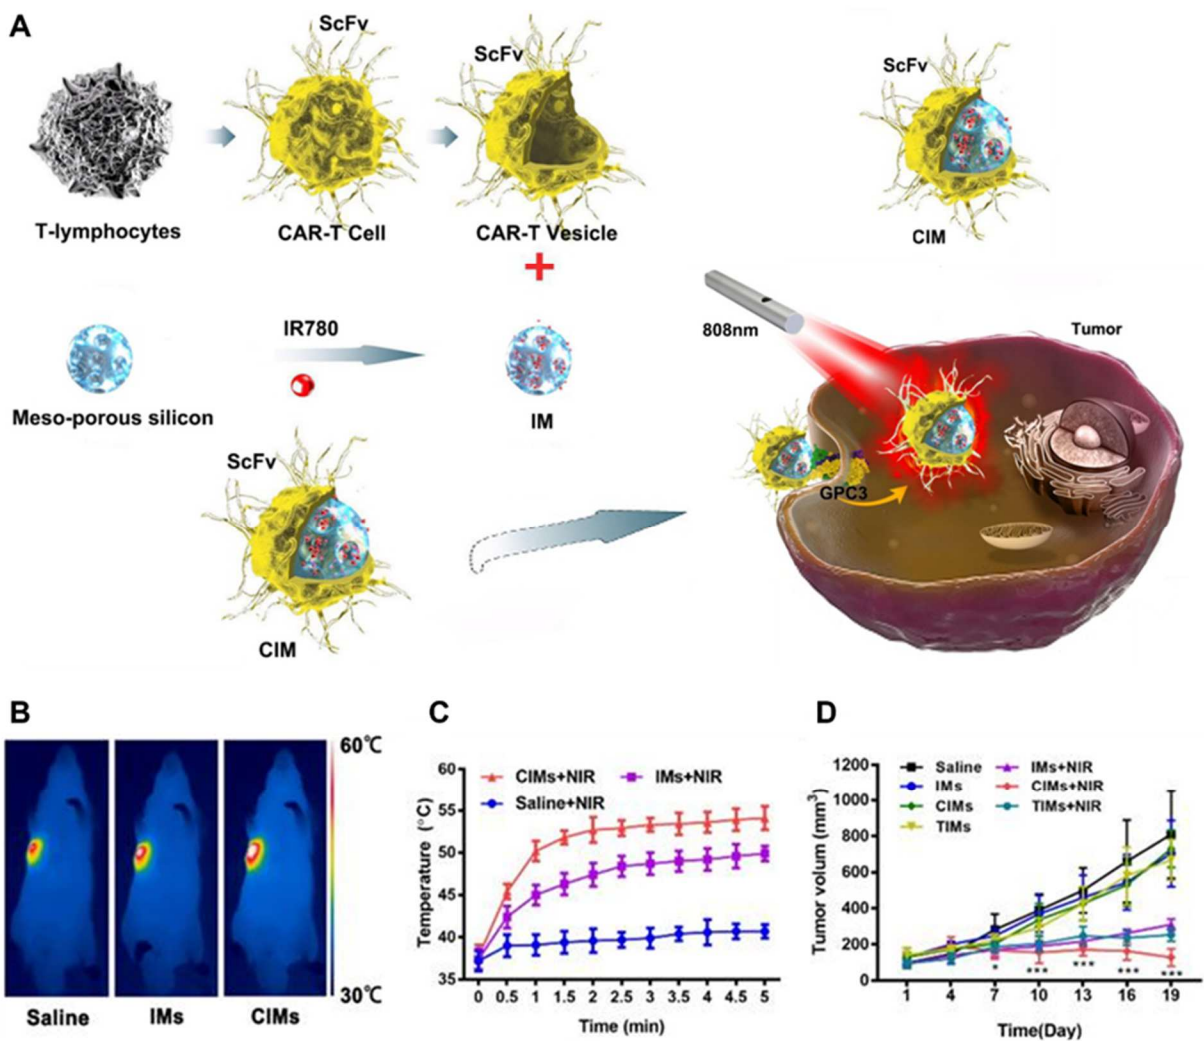 A
ScFv
ScFv
ScFv
T-lymphocytes
CAR-T Cell
CAR-T Vesicle
CIM
+
IR780
808nm
Tumor
Meso-porous silicon
IM
ScFv
GPC3
CIM
B
60℃
30℃
Saline
IMs
CIMs
C
CIMs+NIR
IMs+NIR
Saline+NIR
Temperature (°C)
60
55
50
45
40
35
0 0.5 1 1.5 2 2.5 3 3.5 4 4.5 5
Time (min)
D
Saline
IMs+NIR
IMs
CIMs+NIR
CIMs
TIMs+NIR
TIMs
Tumor volum (mm3)
1200
1000
800
600
400
200
0
* *** *** *** ***
1 4 7 10 13 16 19
Time(Day)